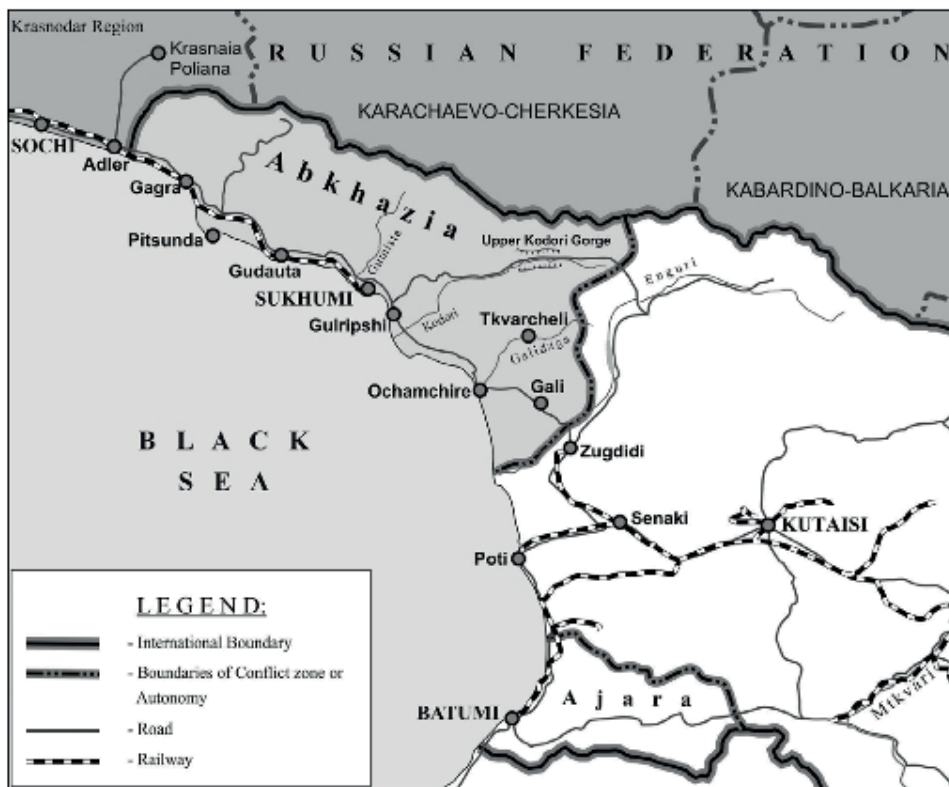 Krasnodar Region
Krasnaia
Poliana
RUSSIAN FEDERATION
KARACHAEVO-CHERKESIA
SOCHI
Adler
Abkhazia
Gagra
KABARDINO-BALKARIA
Pitsunda
Gumista
Upper Kodori Gorge
Gudauta
Enguri
SUKHUMI
Gulripshi
Kodori
Tkvarcheli
Galidzga
Ochamchire
Gali
BLACK
SEA
Zugdidi
Senaki
KUTAISI
Poti
LEGEND:
- International Boundary
- Boundaries of Conflict zone or
Autonomy
- Road
- Railway
Ajara
Mtkvari
BATUMI